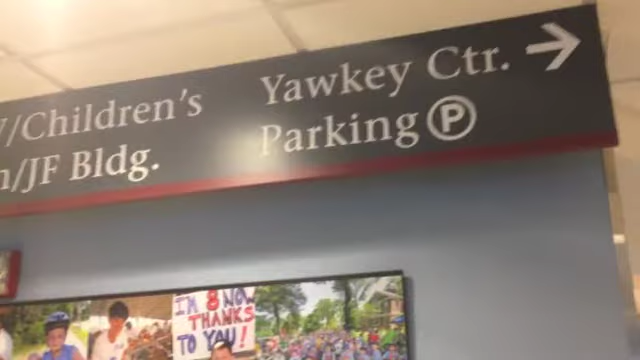 /Children's
/JF Bldg.
Yawkey Ctr.
Parking P
I'M 8 NOW
THANKS
TO YOU!